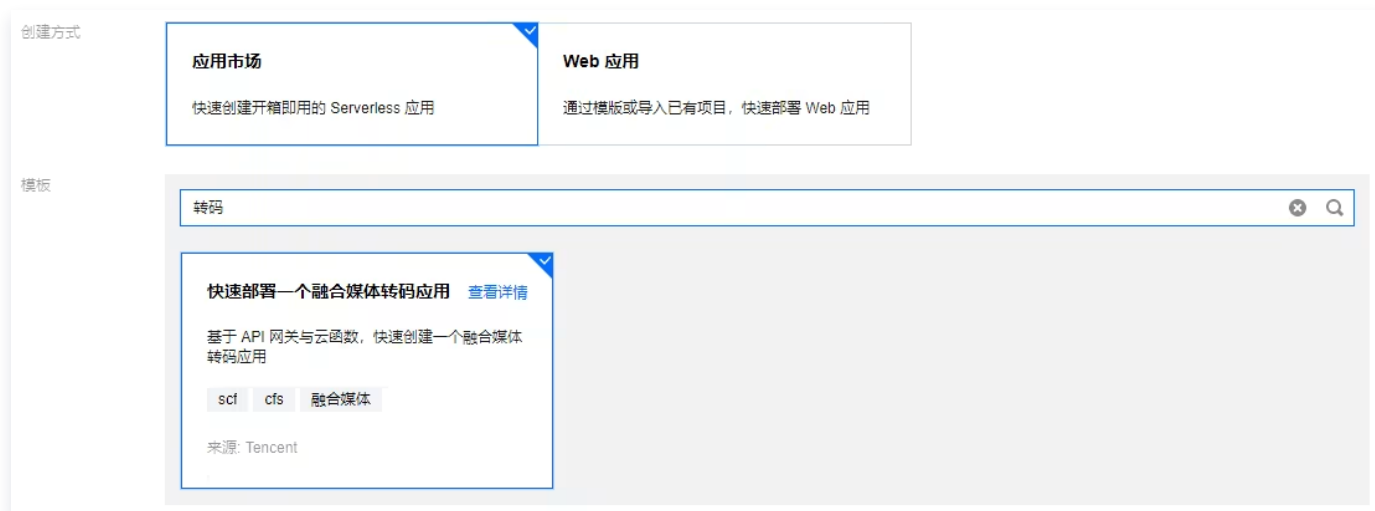 创建方式
应用市场
快速创建开箱即用的 Serverless 应用
Web 应用
通过模版或导入已有项目，快速部署 Web 应用
模板
转码
快速部署一个融合媒体转码应用 查看详情
基于 API 网关与云函数，快速创建一个融合媒体
转码应用
scf cfs 融合媒体
来源: Tencent